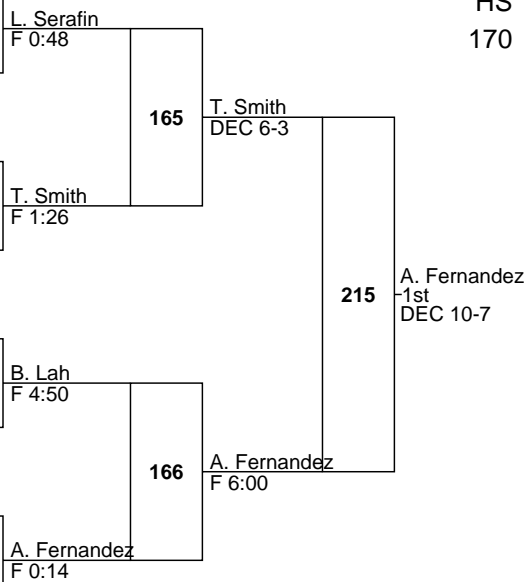 HS
170
L. Serafin
F 0:48
165
T. Smith
DEC 6-3
T. Smith
F 1:26
215
A. Fernandez
1st
DEC 10-7
B. Lah
F 4:50
166
A. Fernandez
F 6:00
A. Fernandez
F 0:14